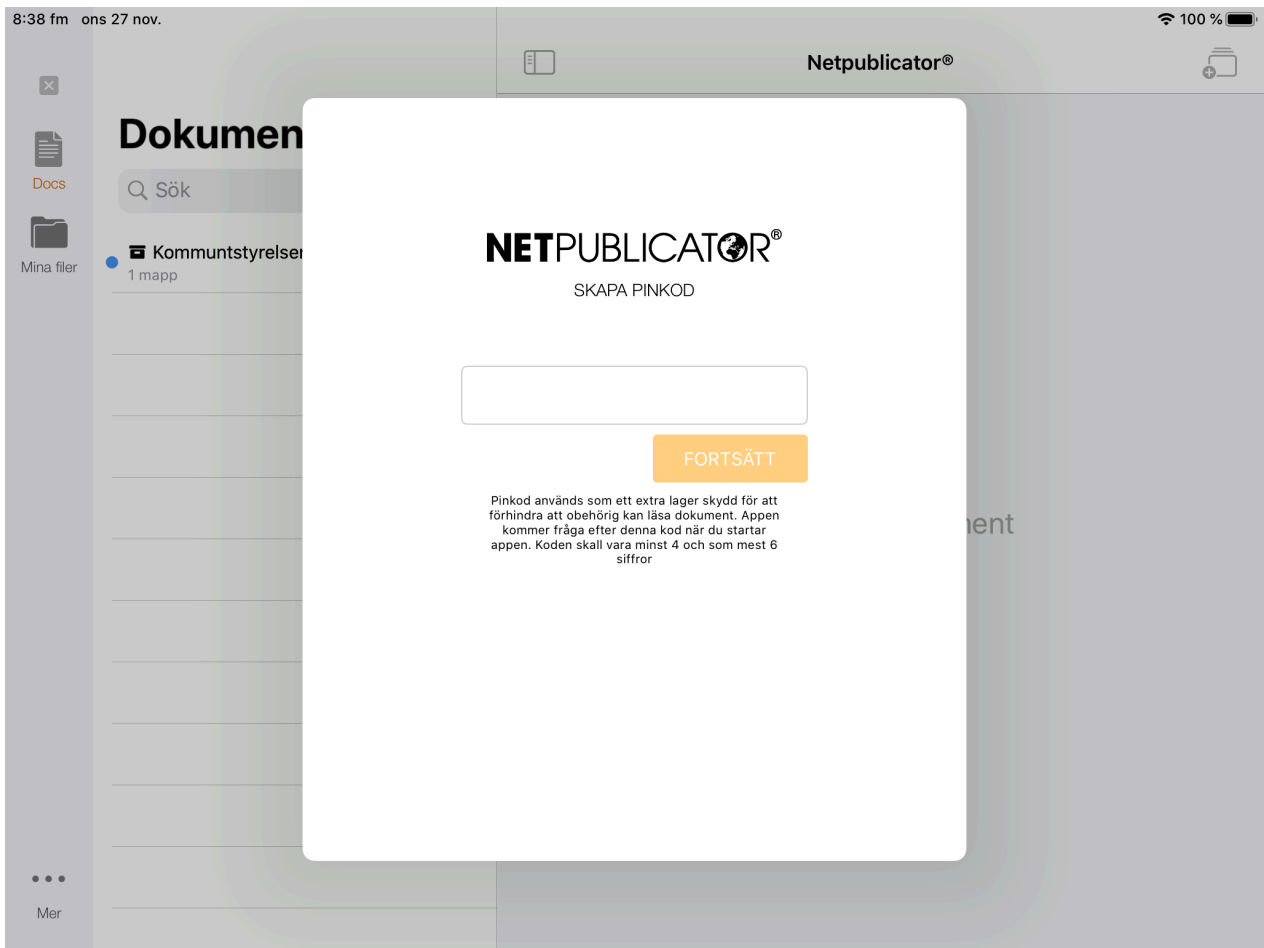 8:38 fm ons 27 nov.
100 %
Netpublicator®
Docs
Mina filer
Mer
Dokumen
Sök
Kommuntstyrelser
1 mapp
NETPUBLICATOR®
SKAPA PINKOD
FORTSÄTT
Pinkod används som ett extra lager skydd för att
förhindra att obehörig kan läsa dokument. Appen
kommer fråga efter denna kod när du startar
appen. Koden skall vara minst 4 och som mest 6
siffror
ment